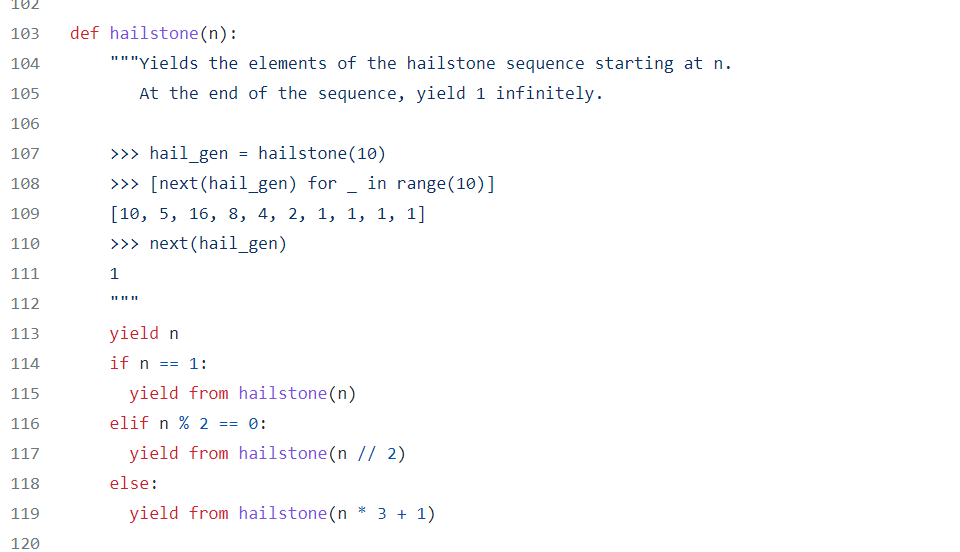 102
103 def hailstone(n):
104     """Yields the elements of the hailstone sequence starting at n.
105        At the end of the sequence, yield 1 infinitely.
106
107     >>> hail_gen = hailstone(10)
108     >>> [next(hail_gen) for _ in range(10)]
109     [10, 5, 16, 8, 4, 2, 1, 1, 1, 1]
110     >>> next(hail_gen)
111     1
112     """
113     yield n
114     if n == 1:
115       yield from hailstone(n)
116     elif n % 2 == 0:
117       yield from hailstone(n // 2)
118     else:
119       yield from hailstone(n * 3 + 1)
120